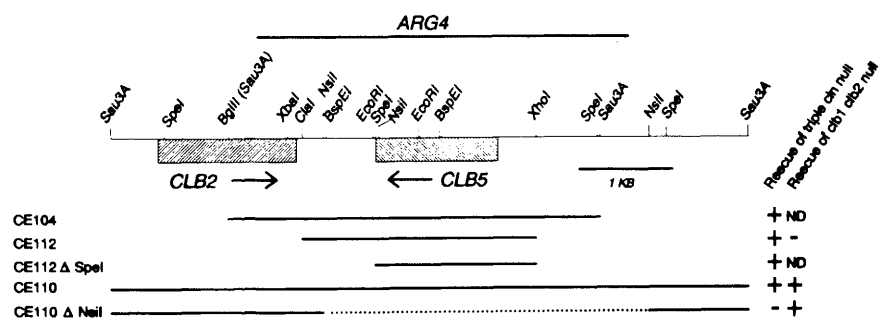 ARG4
Sau3A
SpeI
BglII (Sau3A)
XbaI
ClaI
NsiI
BspEI
EcoRI
SpeI
NsiI
EcoRI
BspEI
XhoI
SpeI
Sau3A
NsiI
SpeI
Sau3A
Rescue of triple cln null
Rescue of clb1 clb2 null
CLB2 →
← CLB5
1 KB
CE104 + ND
CE112 + -
CE112 Δ SpeI + ND
CE110 + +
CE110 Δ NsiI - +